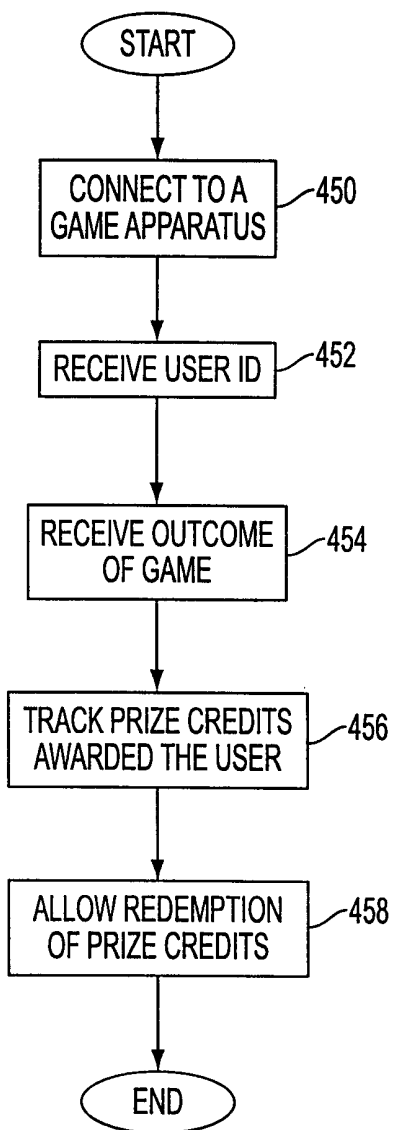 START
CONNECT TO A
GAME APPARATUS
450
RECEIVE USER ID
452
RECEIVE OUTCOME
OF GAME
454
TRACK PRIZE CREDITS
AWARDED THE USER
456
ALLOW REDEMPTION
OF PRIZE CREDITS
458
END